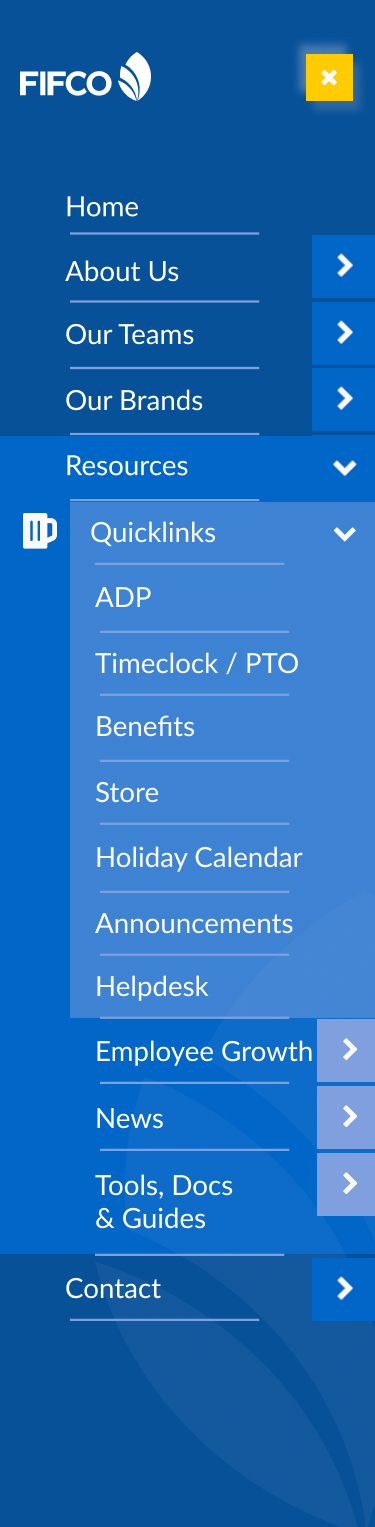 FIFCO
Home
About Us
Our Teams
Our Brands
Resources
Quicklinks
ADP
Timeclock / PTO
Benefits
Store
Holiday Calendar
Announcements
Helpdesk
Employee Growth
News
Tools, Docs
& Guides
Contact